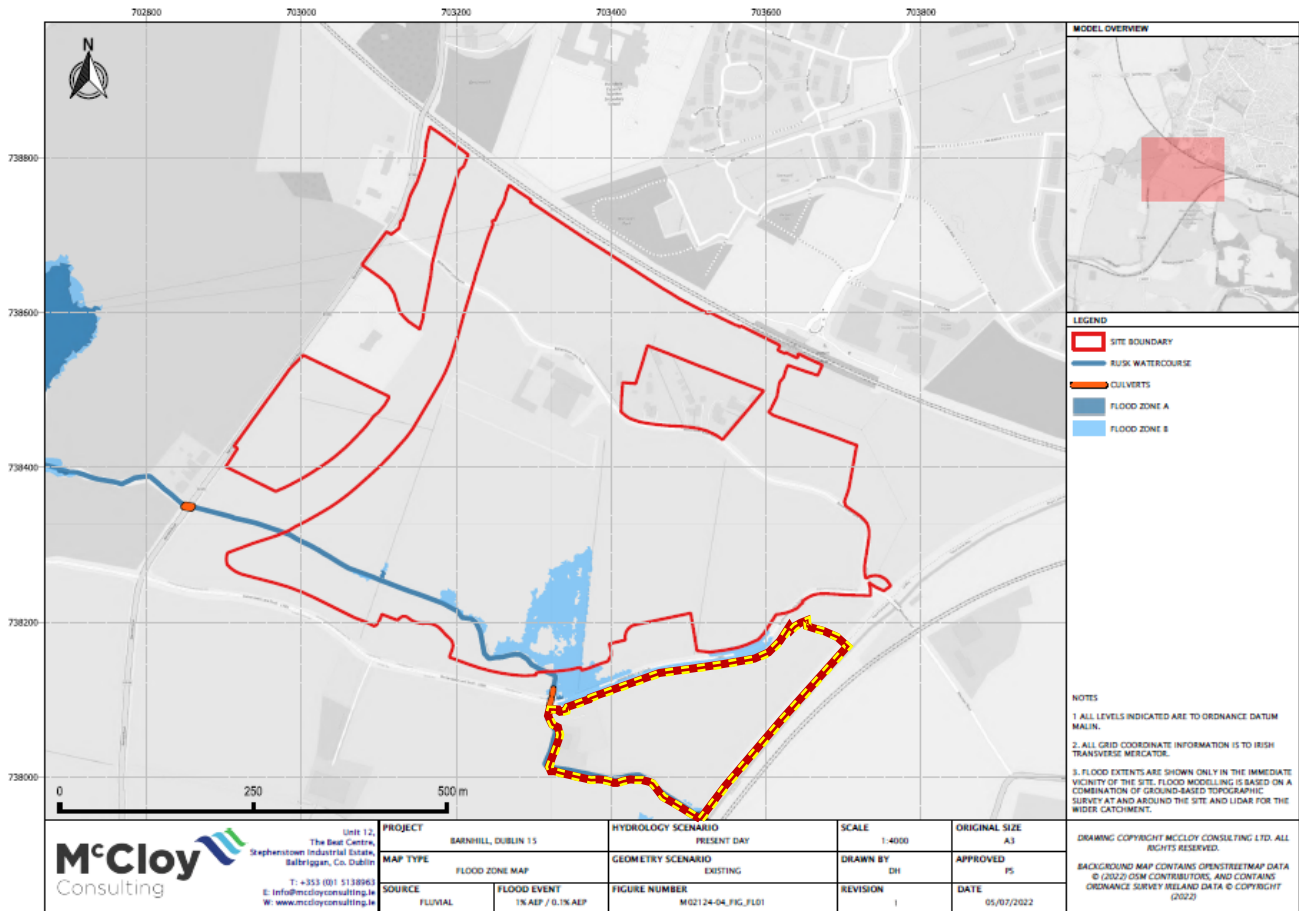 702800 703000 703200 703400 703600 703800
N
738800
738600
738400
738200
738000
0 250 500 m
MODEL OVERVIEW
LEGEND
SITE BOUNDARY
RUSK WATERCOURSE
CULVERTS
FLOOD ZONE A
FLOOD ZONE B
NOTES
1 ALL LEVELS INDICATED ARE TO ORDNANCE DATUM
MALIN.
2. ALL GRID COORDINATE INFORMATION IS TO IRISH
TRANSVERSE MERCATOR.
3. FLOOD EXTENTS ARE SHOWN ONLY IN THE IMMEDIATE
VICINITY OF THE SITE. FLOOD MODELLING IS BASED ON A
COMBINATION OF GROUND-BASED TOPOGRAPHIC
SURVEY AT AND AROUND THE SITE AND LIDAR FOR THE
WIDER CATCHMENT.
McCloy
Consulting
Unit 12,
The Beat Centre,
Stephenstown Industrial Estate,
Balbriggan, Co. Dublin
T: +353 (0)1 5138963
E: info@mccloyconsulting.ie
W: www.mccloyconsulting.ie
PROJECT
BARNHILL, DUBLIN 15
MAP TYPE
FLOOD ZONE MAP
SOURCE
FLUVIAL
FLOOD EVENT
1% AEP / 0.1% AEP
HYDROLOGY SCENARIO
PRESENT DAY
GEOMETRY SCENARIO
EXISTING
FIGURE NUMBER
M02124-04_FIG_FL01
SCALE
1:4000
DRAWN BY
DH
REVISION
1
ORIGINAL SIZE
A3
APPROVED
PS
DATE
05/07/2022
DRAWING COPYRIGHT MCCLOY CONSULTING LTD. ALL
RIGHTS RESERVED.
BACKGROUND MAP CONTAINS OPENSTREETMAP DATA
© (2022) OSM CONTRIBUTORS, AND CONTAINS
ORDNANCE SURVEY IRELAND DATA © COPYRIGHT
(2022)